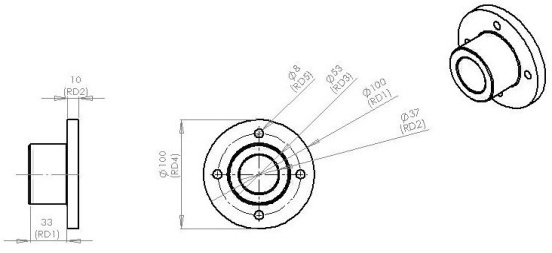 10
(RD2)
33
(RD1)
Ø100
(RD4)
Ø8
(RD5)
Ø53
(RD3)
Ø100
(RD1)
Ø37
(RD2)